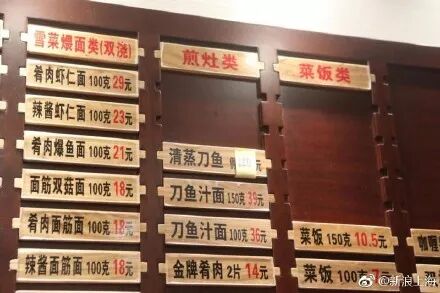 雪菜煨面类(双浇)
肴肉虾仁面 100克 29元
辣酱虾仁面 100克 23元
肴肉爆鱼面 100克 21元
面筋双菇面 100克 18元
肴肉面筋面 100克 18元
辣酱面筋面 100克 18元
煎灶类
清蒸刀鱼 元
刀鱼汁面 150克 39元
刀鱼汁面 100克 36元
金牌肴肉 2片 14元
菜饭类
菜饭 150克 10.5元
菜饭 100克 元
咖喱
@新浪上海